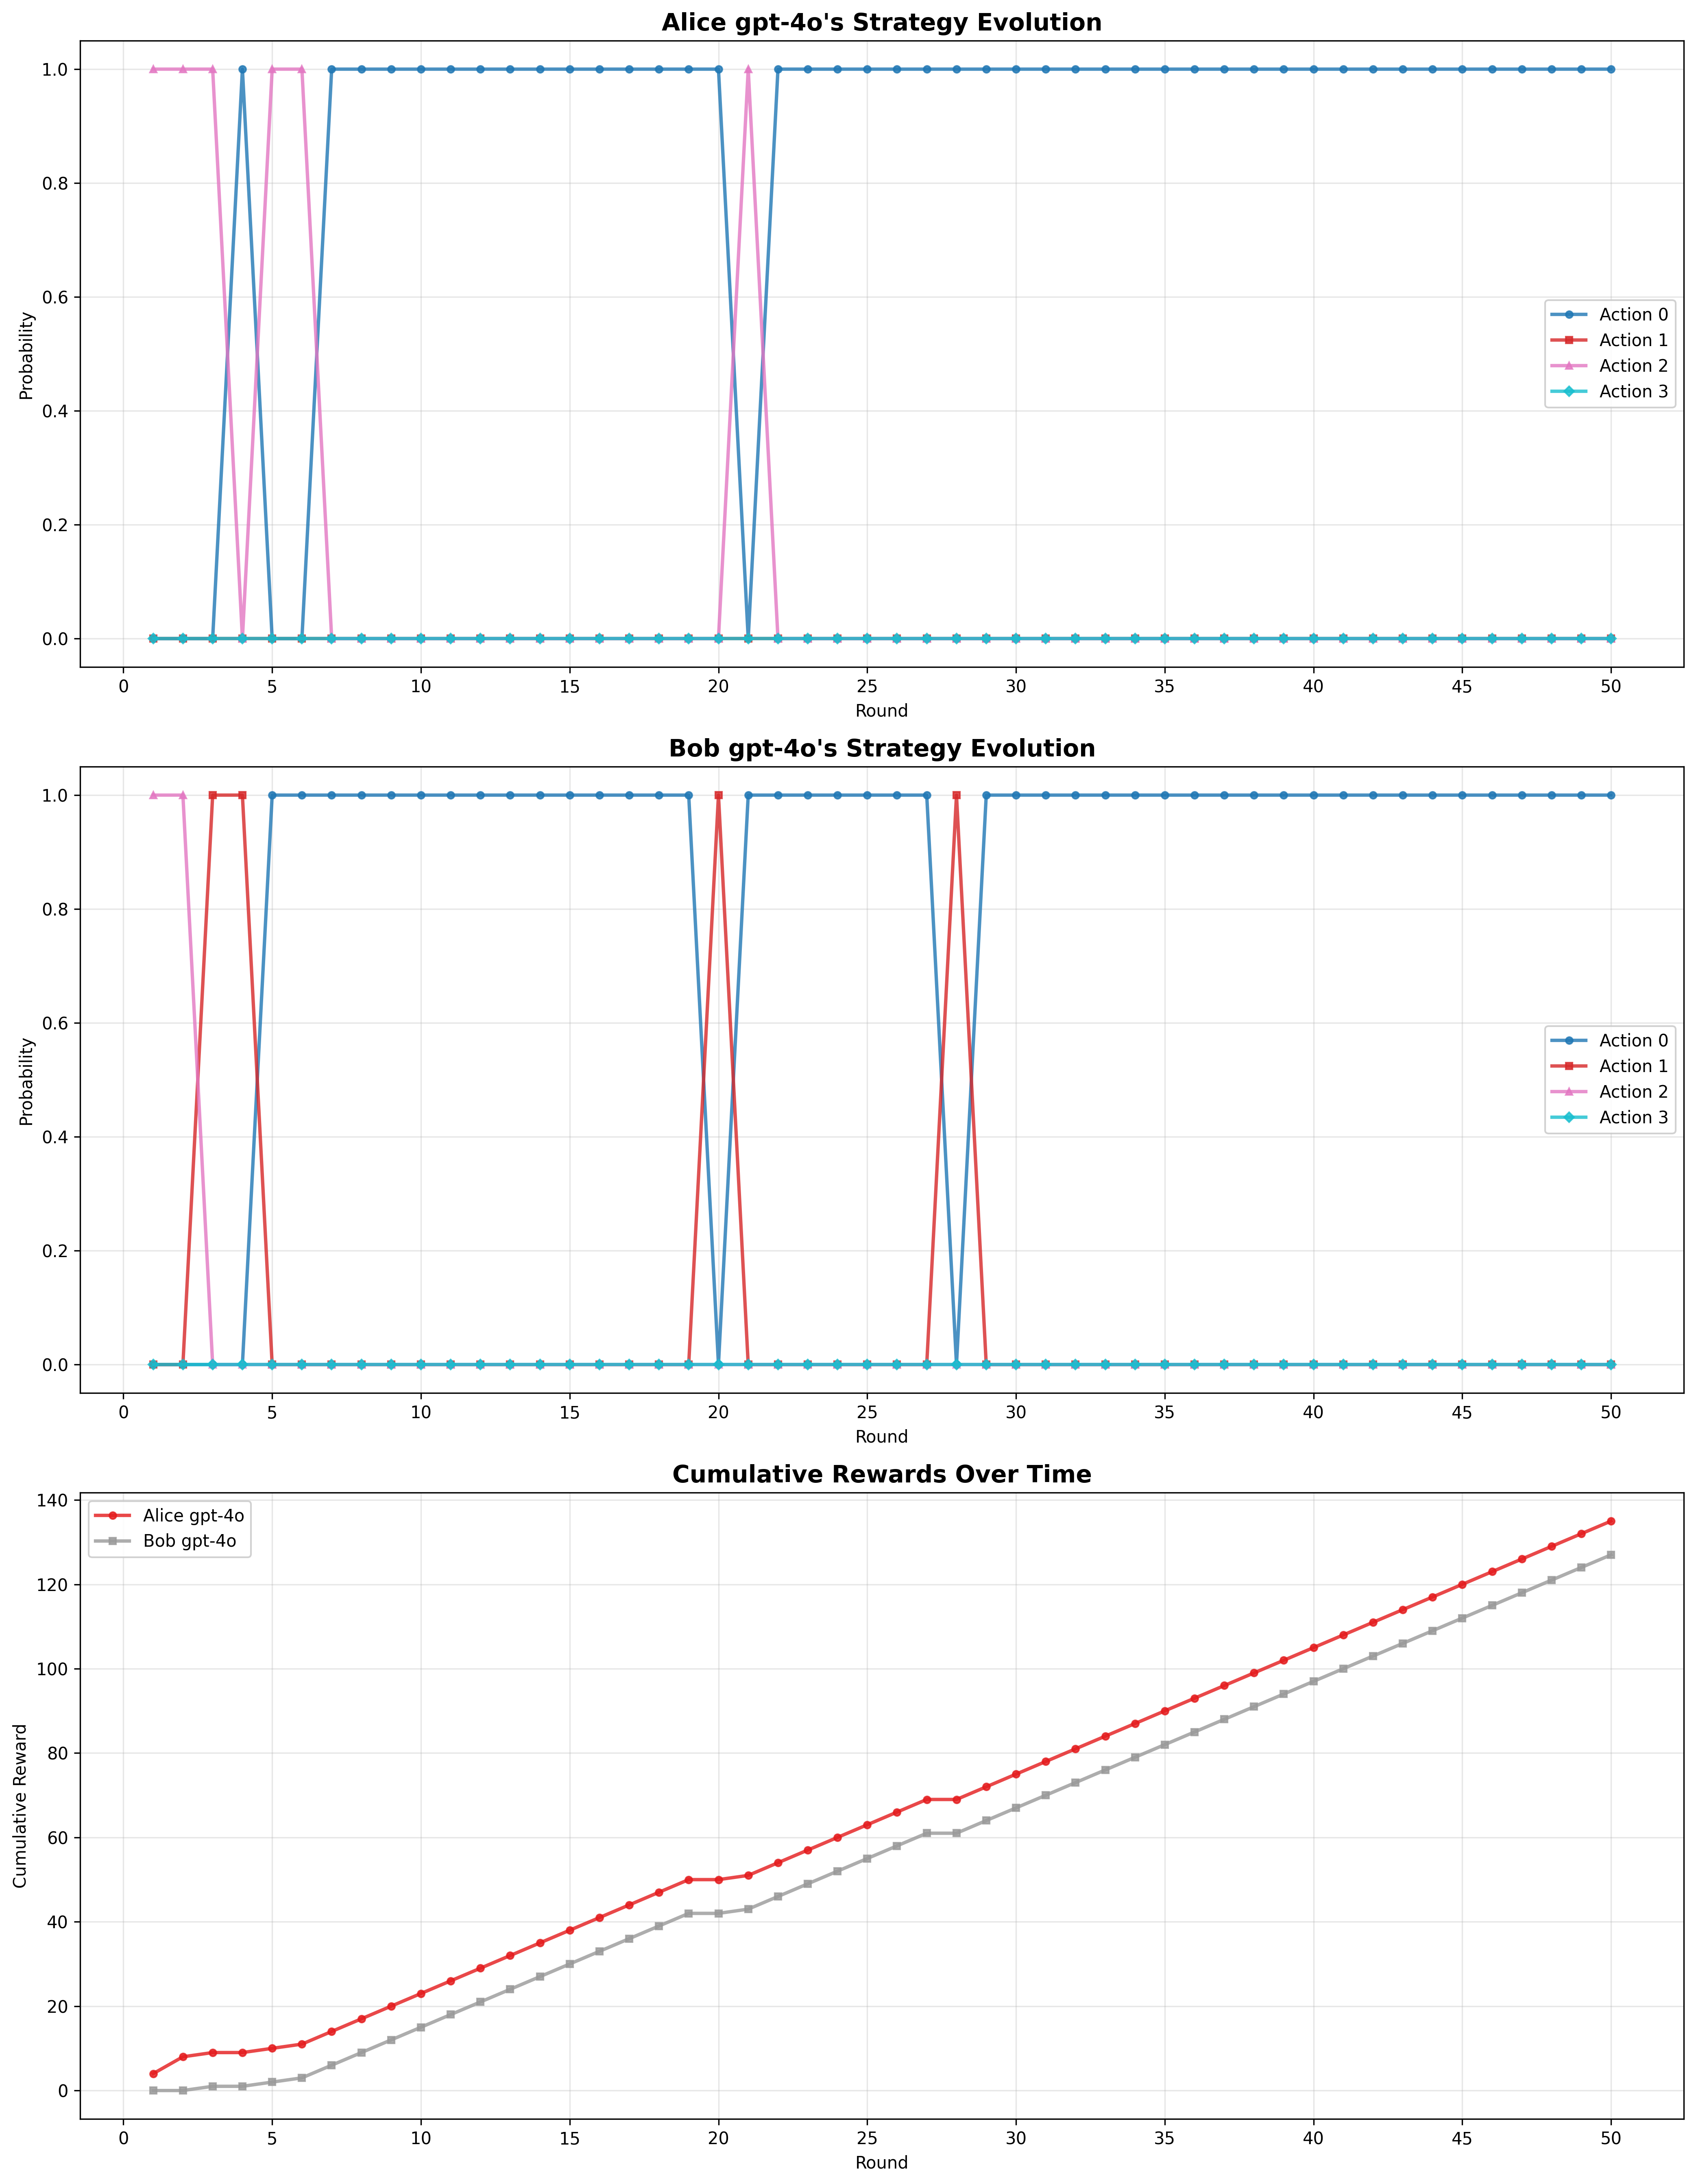 Alice gpt-4o's Strategy Evolution
1.0
0.8
0.6
0.4
0.2
0.0
Probability
Action 0
Action 1
Action 2
Action 3
0 5 10 15 20 25 30 35 40 45 50
Round
Bob gpt-4o's Strategy Evolution
1.0
0.8
0.6
0.4
0.2
0.0
Probability
Action 0
Action 1
Action 2
Action 3
0 5 10 15 20 25 30 35 40 45 50
Round
Cumulative Rewards Over Time
140
120
100
80
60
40
20
0
Cumulative Reward
Alice gpt-4o
Bob gpt-4o
0 5 10 15 20 25 30 35 40 45 50
Round